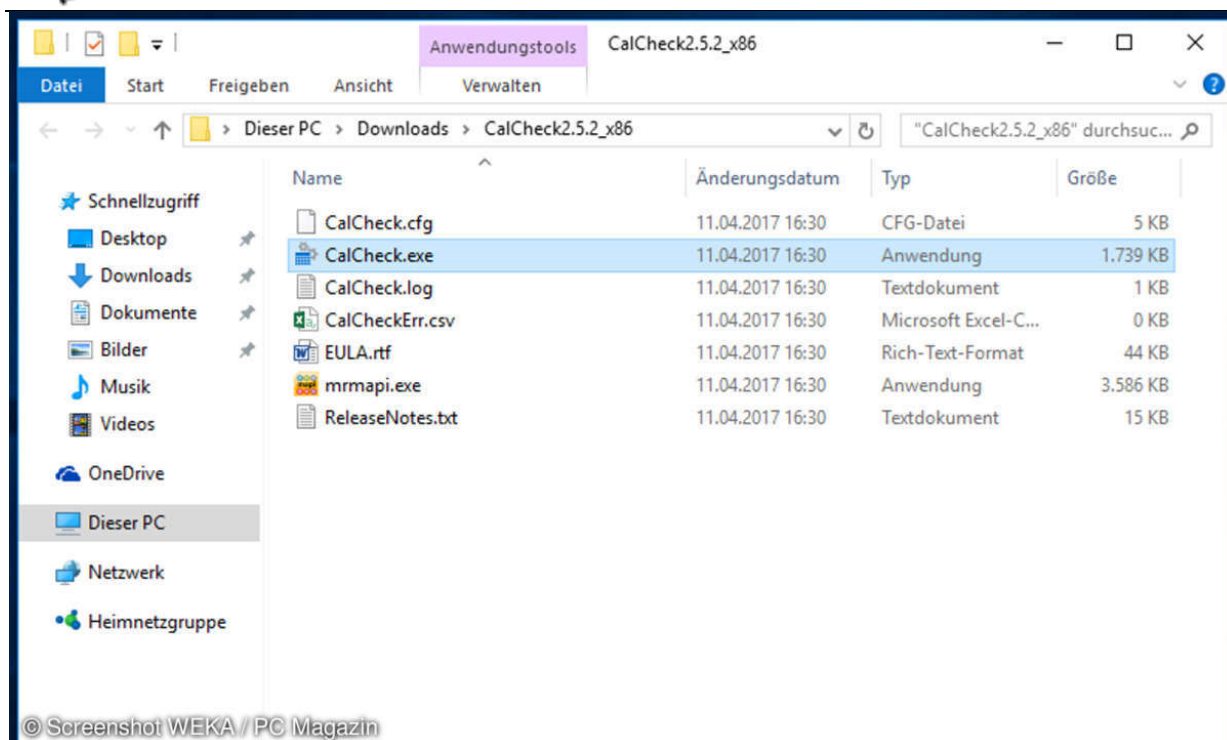 Anwendungstools CalCheck2.5.2_x86
Datei Start Freigeben Ansicht Verwalten
Dieser PC > Downloads > CalCheck2.5.2_x86 "CalCheck2.5.2_x86" durchsuc...
Name Änderungsdatum Typ Größe
Schnellzugriff
Desktop
Downloads
Dokumente
Bilder
Musik
Videos
OneDrive
Dieser PC
Netzwerk
Heimnetzgruppe
CalCheck.cfg 11.04.2017 16:30 CFG-Datei 5 KB
CalCheck.exe 11.04.2017 16:30 Anwendung 1.739 KB
CalCheck.log 11.04.2017 16:30 Textdokument 1 KB
CalCheckErr.csv 11.04.2017 16:30 Microsoft Excel-C... 0 KB
EULA.rtf 11.04.2017 16:30 Rich-Text-Format 44 KB
mrmapi.exe 11.04.2017 16:30 Anwendung 3.586 KB
ReleaseNotes.txt 11.04.2017 16:30 Textdokument 15 KB
© Screenshot WEKA / PC Magazin